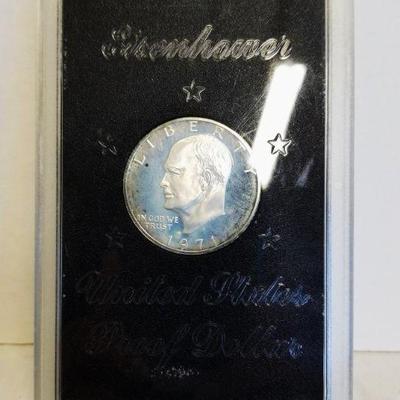 Eisenhower
LIBERTY
IN GOD WE
TRUST
1971
United States
Proof Dollar